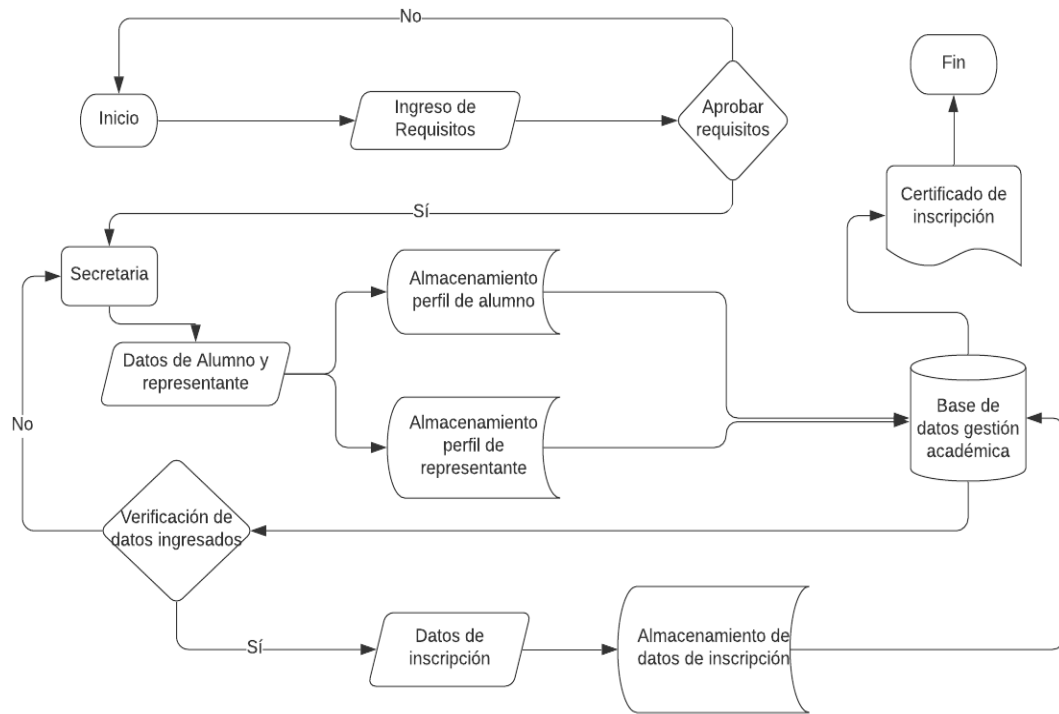 No
Fin
Inicio
Ingreso de
Requisitos
Aprobar
requisitos
Certificado de
inscripción
Sí
Secretaria
Almacenamiento
perfil de alumno
Datos de Alumno y
representante
Almacenamiento
perfil de
representante
Base de
datos gestión
académica
No
Verificación de
datos ingresados
Sí
Datos de
inscripción
Almacenamiento de
datos de inscripción